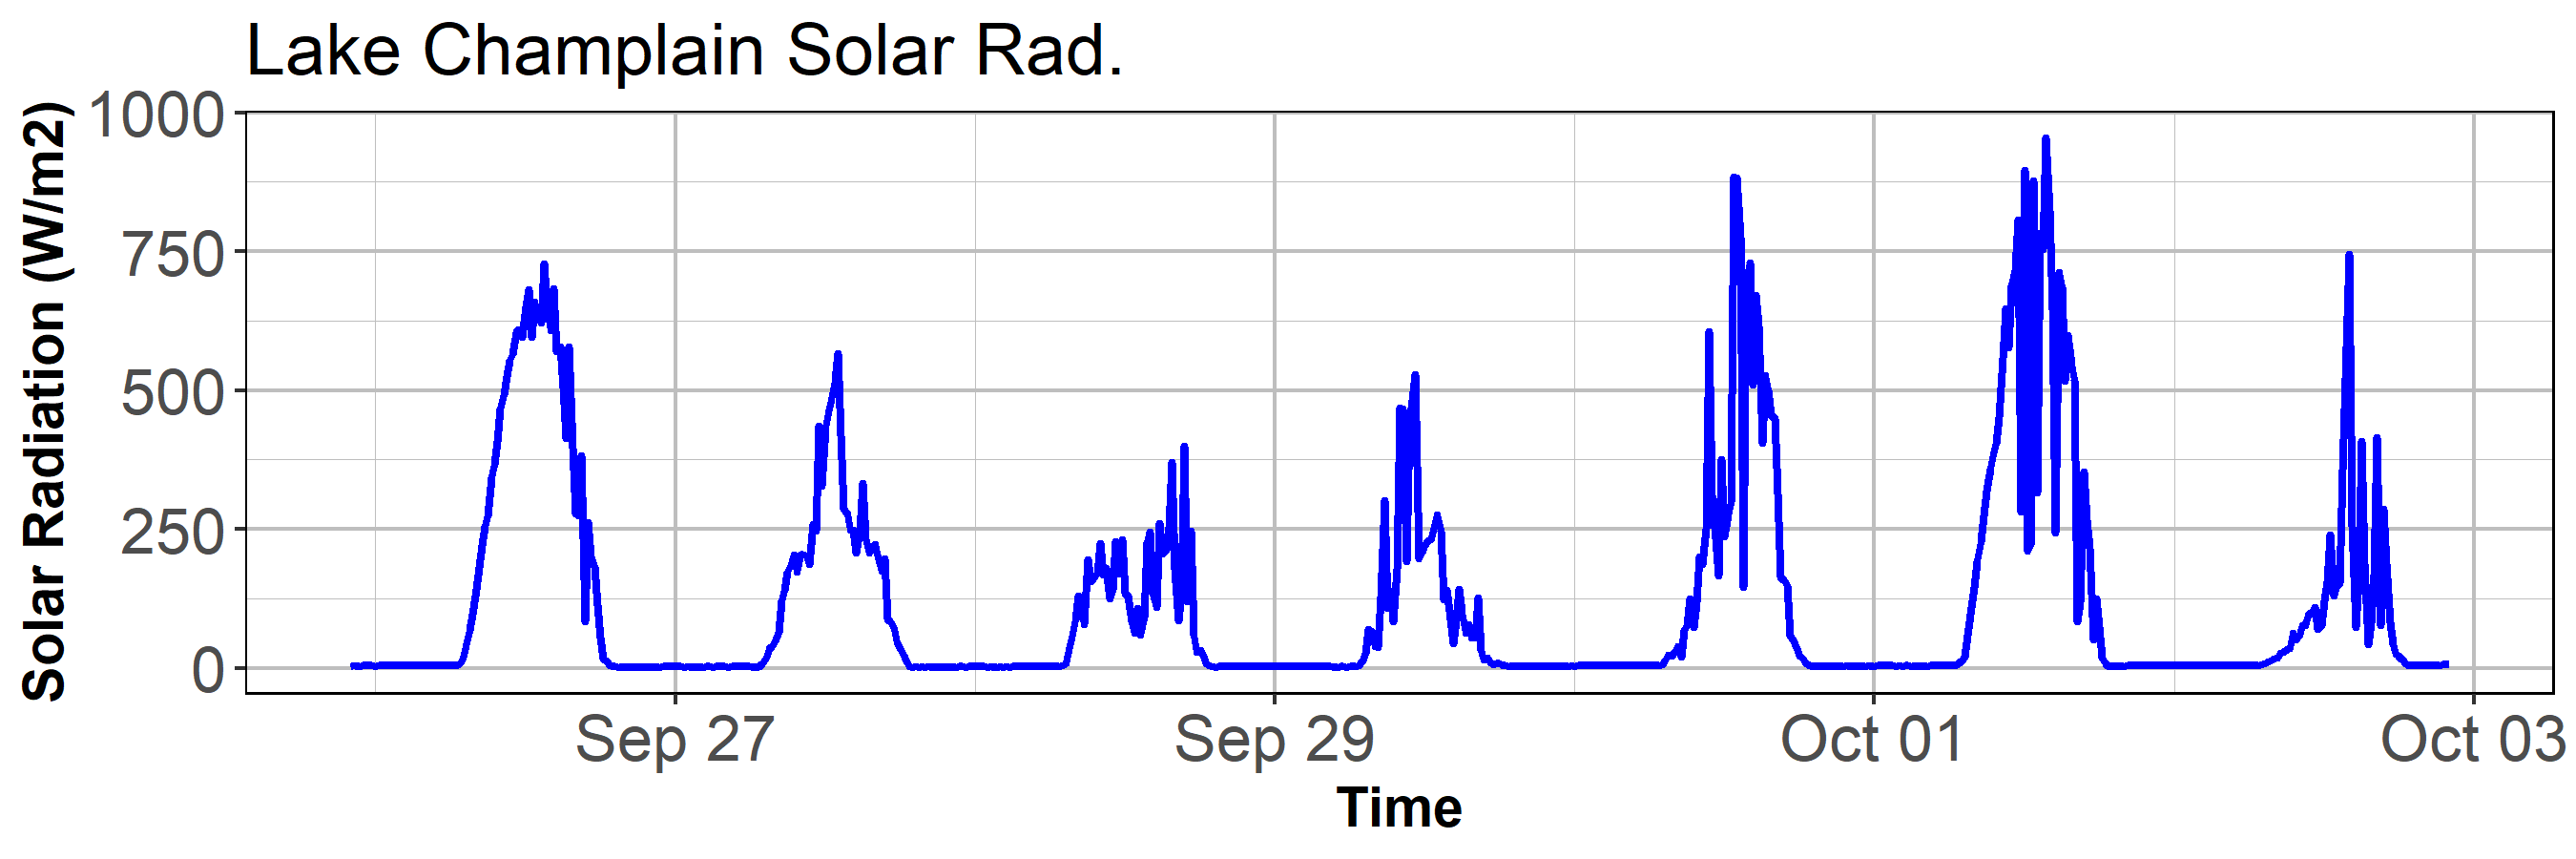 Lake Champlain Solar Rad.
Solar Radiation (W/m2)
1000
750
500
250
0
Sep 27
Sep 29
Oct 01
Oct 03
Time